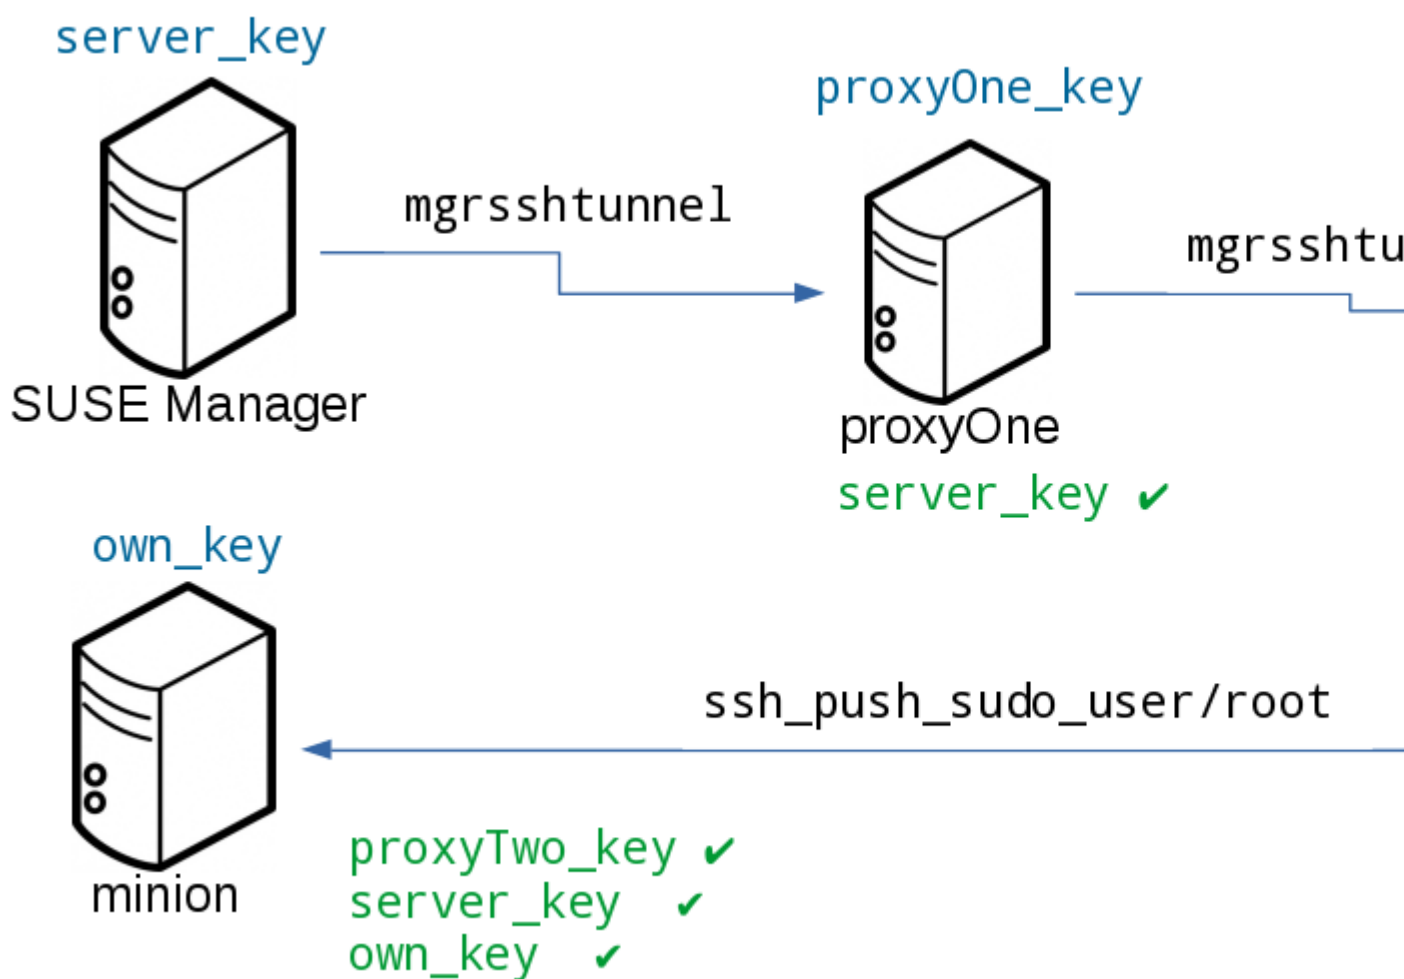 server_key
proxyOne_key
mgrsshtunnel
mgrsshtu
SUSE Manager
proxyOne
server_key ✔
own_key
ssh_push_sudo_user/root
proxyTwo_key ✔
minion
server_key ✔
own_key ✔